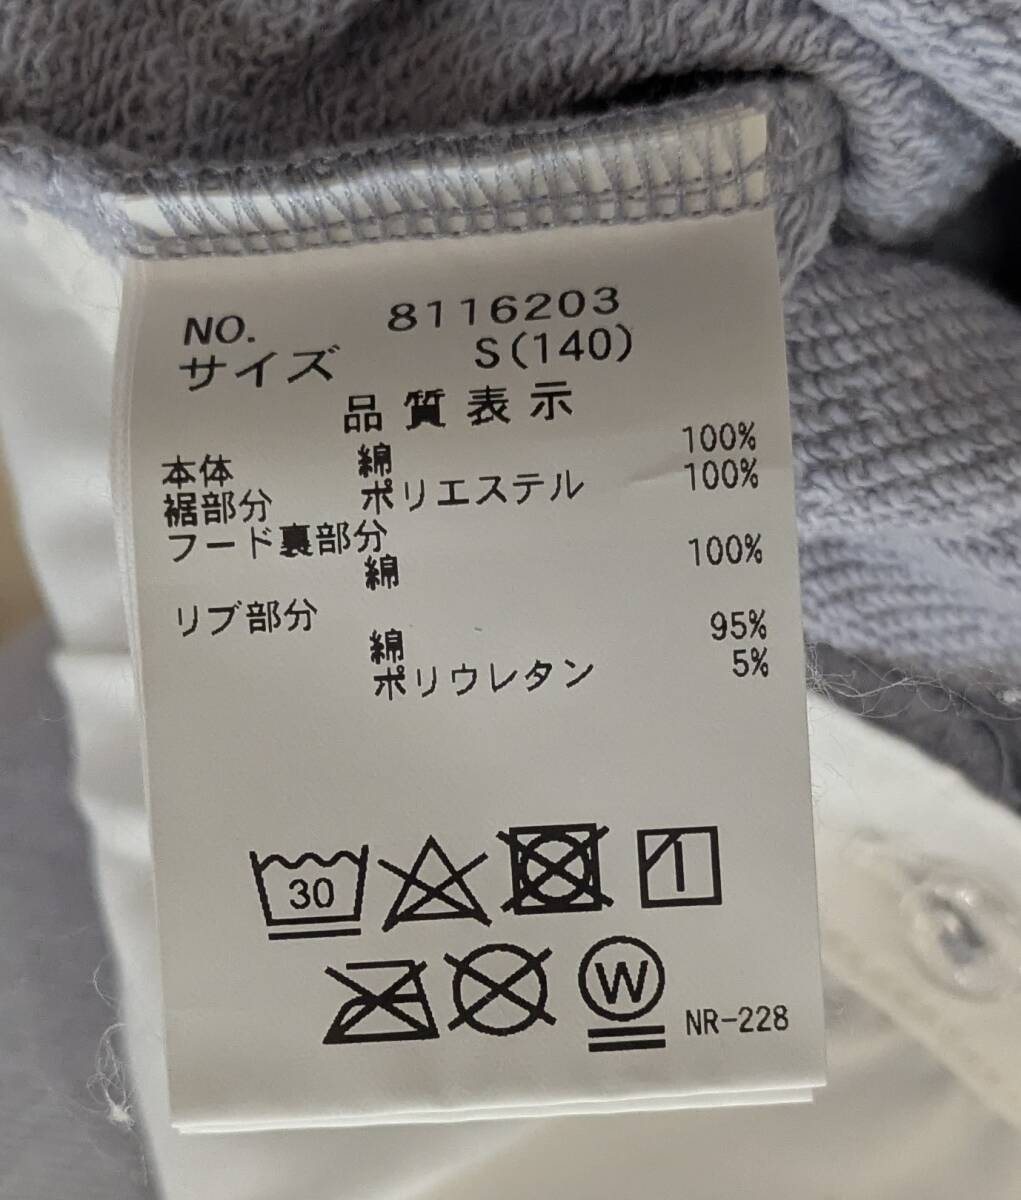 NO. 8116203
サイズ S(140)
品質表示
本体 綿 100%
裾部分 ポリエステル 100%
フード裏部分
綿 100%
リブ部分
綿 95%
ポリウレタン 5%
30
W NR-228